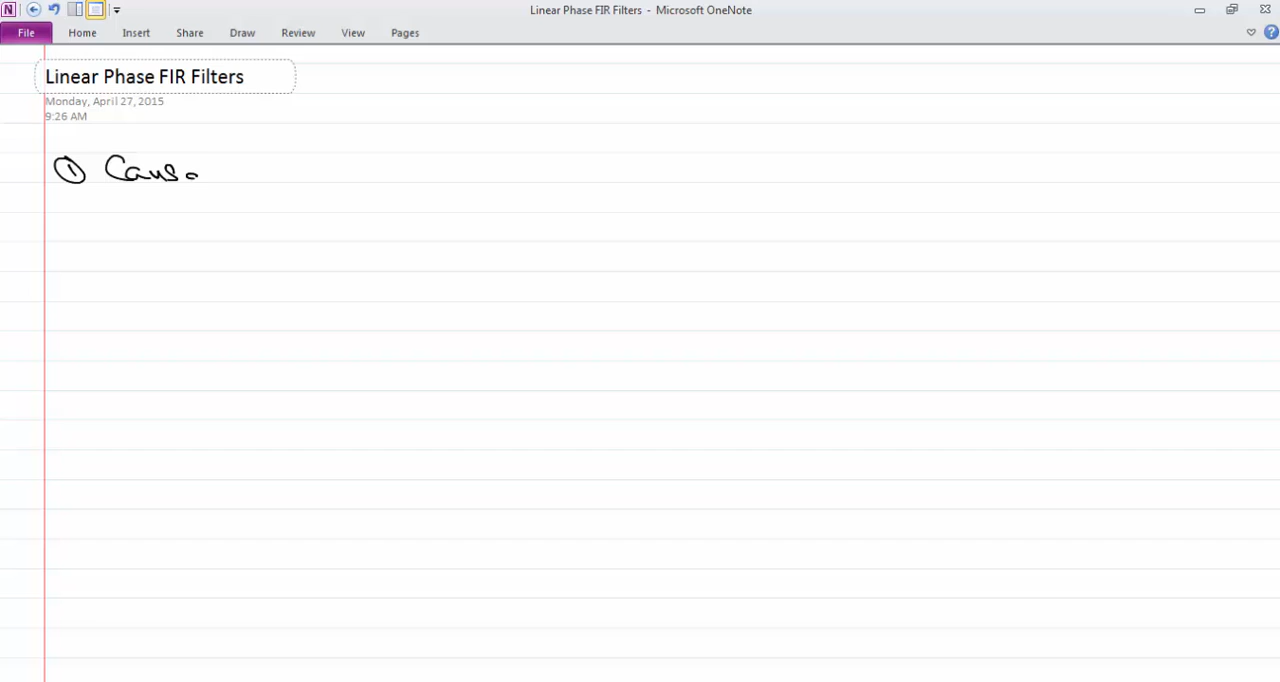 Linear Phase FIR Filters - Microsoft OneNote
File Home Insert Share Draw Review View Pages
Linear Phase FIR Filters
Monday, April 27, 2015
9:26 AM
① Causa